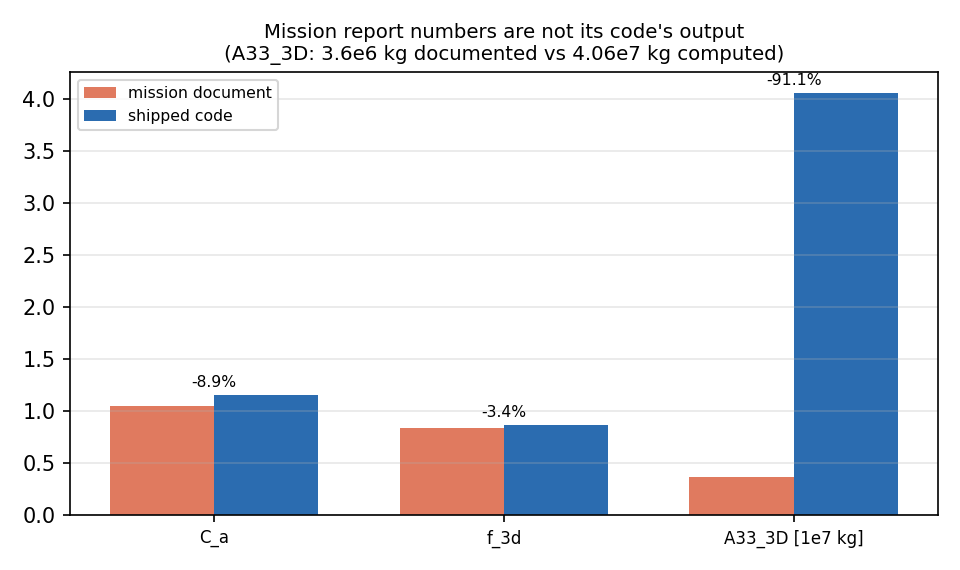 Mission report numbers are not its code's output
(A33_3D: 3.6e6 kg documented vs 4.06e7 kg computed)
mission document
shipped code
4.0
3.5
3.0
2.5
2.0
1.5
1.0
0.5
0.0
-8.9%
-3.4%
-91.1%
C_a
f_3d
A33_3D [1e7 kg]